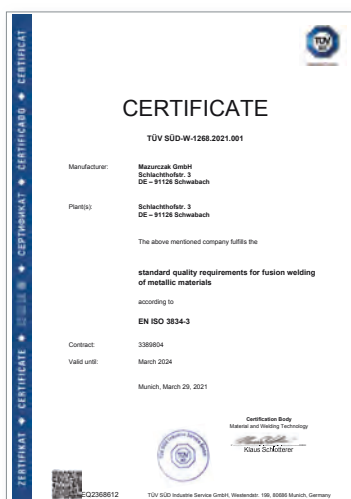 TÜV
SÜD
CERTIFICATE
TÜV SÜD-W-1268.2021.001
Manufacturer: Mazurczak GmbH
Schlachthofstr. 3
DE – 91126 Schwabach
Plant(s): Schlachthofstr. 3
DE – 91126 Schwabach
The above mentioned company fulfills the
standard quality requirements for fusion welding
of metallic materials
according to
EN ISO 3834-3
Contract: 3389804
Valid until: March 2024
Munich, March 29, 2021
Certification Body
Material and Welding Technology
Klaus Schlotterer
EQ2368612
TÜV SÜD Industrie Service GmbH, Westendstr. 199, 80686 Munich, Germany
ZERTIFIKAT ◆ CERTIFICATE ◆
◆ СЕРТИФИКАТ ◆ CERTIFICADO ◆ CERTIFICAT